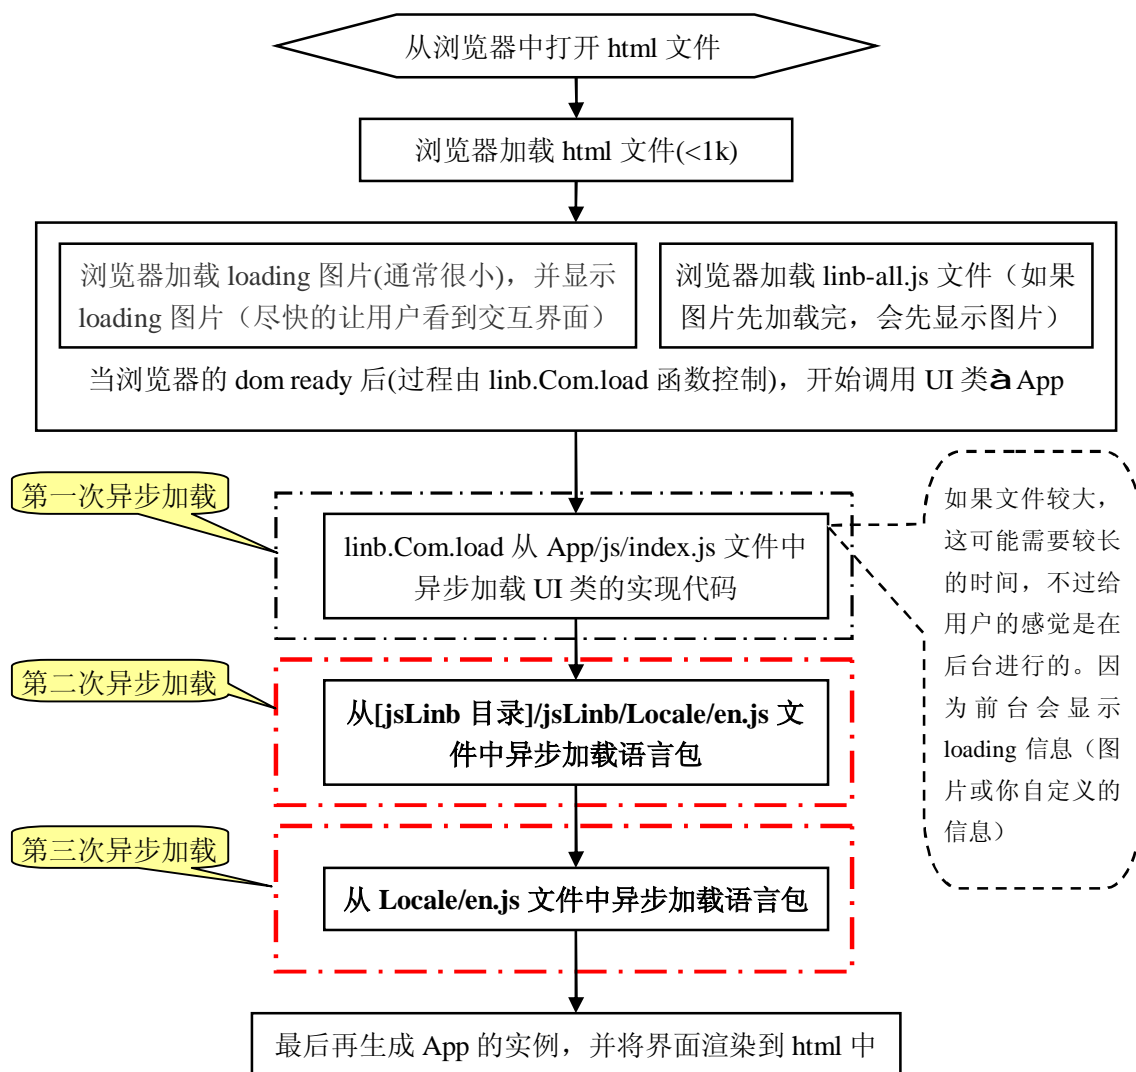 从浏览器中打开 html 文件
浏览器加载 html 文件(<1k)
浏览器加载 loading 图片(通常很小)，并显示
loading 图片（尽快的让用户看到交互界面）
浏览器加载 linb-all.js 文件（如果
图片先加载完，会先显示图片）
当浏览器的 dom ready 后(过程由 linb.Com.load 函数控制)，开始调用 UI 类à App
第一次异步加载
linb.Com.load 从 App/js/index.js 文件中
异步加载 UI 类的实现代码
如果文件较大，
这可能需要较长
的时间，不过给
用户的感觉是在
后台进行的。因
为前台会显示
loading 信息（图
片或你自定义的
信息）
第二次异步加载
从[jsLinb 目录]/jsLinb/Locale/en.js 文
件中异步加载语言包
第三次异步加载
从 Locale/en.js 文件中异步加载语言包
最后再生成 App 的实例，并将界面渲染到 html 中